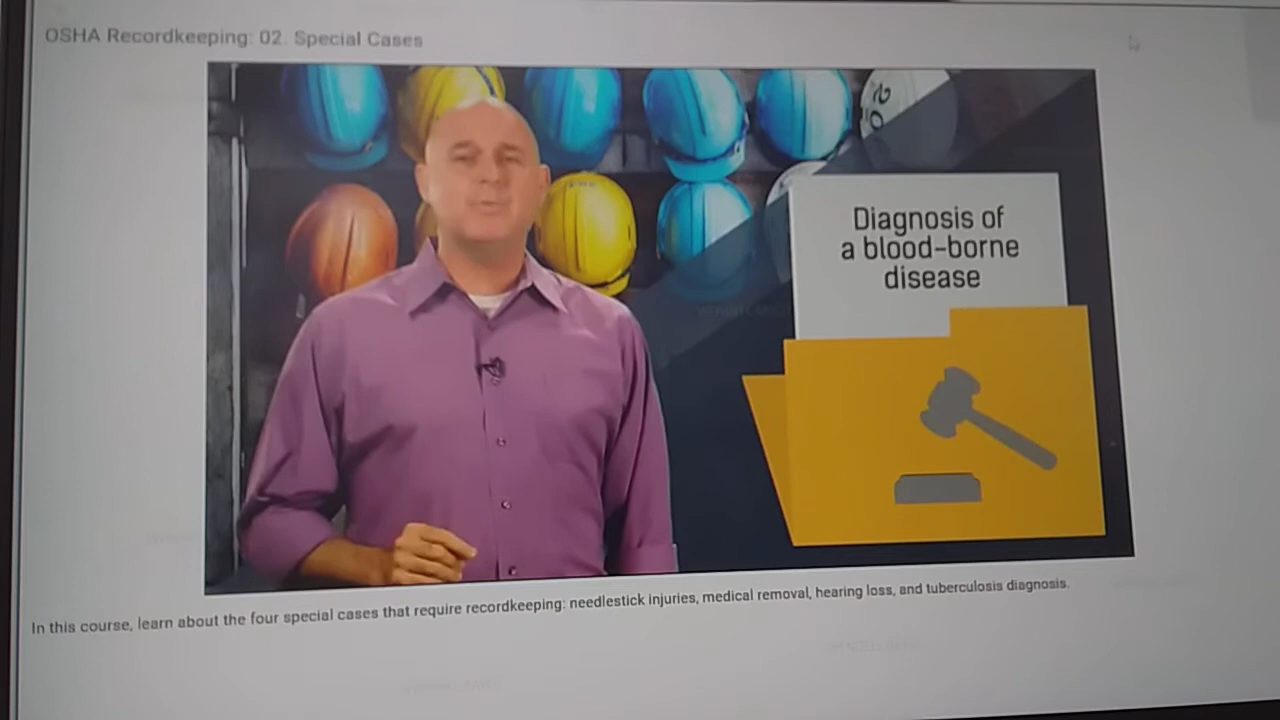 OSHA Recordkeeping: 02. Special Cases
Diagnosis of
a blood-borne
disease
In this course, learn about the four special cases that require recordkeeping: needlestick injuries, medical removal, hearing loss, and tuberculosis diagnosis.